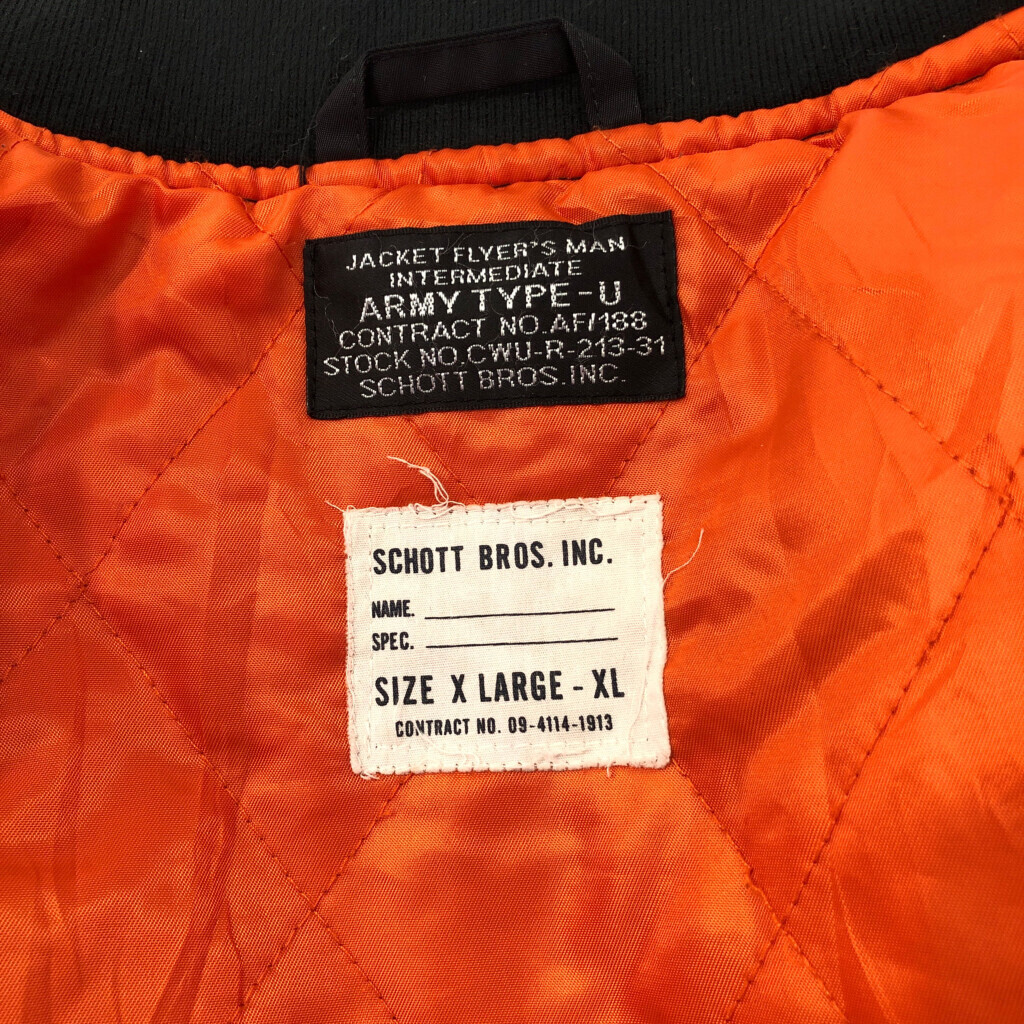 JACKET FLYER'S MAN
INTERMEDIATE
ARMY TYPE-U
CONTRACT NO.AF/188
STOCK NO.CWU-R-213-31
SCHOTT BROS.INC.
SCHOTT BROS. INC.
NAME.
SPEC.
SIZE X LARGE - XL
CONTRACT NO. 09-4114-1913